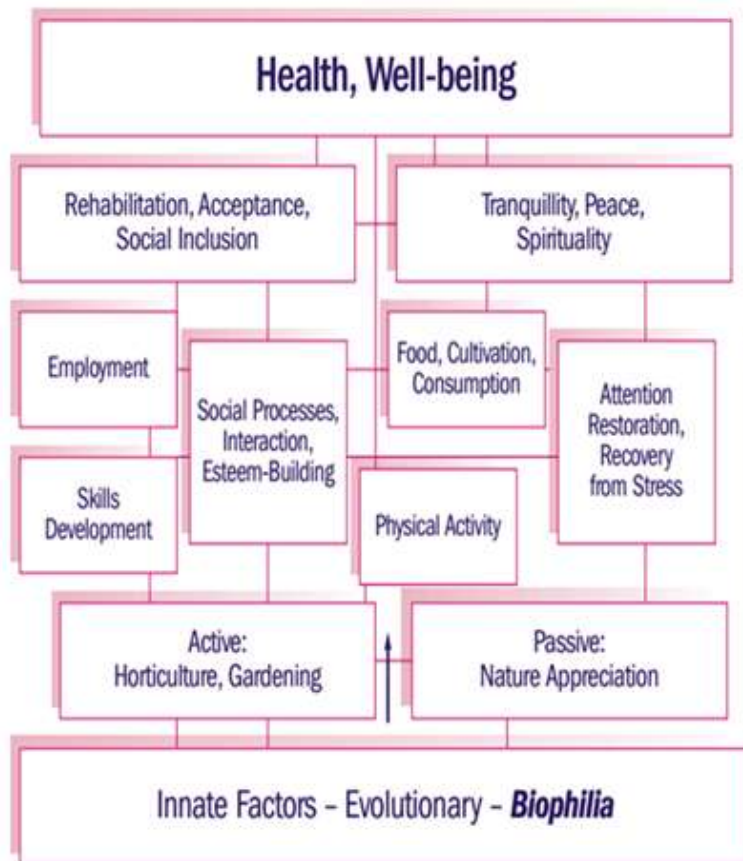 Health, Well-being
Rehabilitation, Acceptance,
Social Inclusion
Tranquillity, Peace,
Spirituality
Employment
Social Processes,
Interaction,
Esteem-Building
Food, Cultivation,
Consumption
Attention
Restoration,
Recovery
from Stress
Skills
Development
Physical Activity
Active:
Horticulture, Gardening
Passive:
Nature Appreciation
Innate Factors – Evolutionary – Biophilia